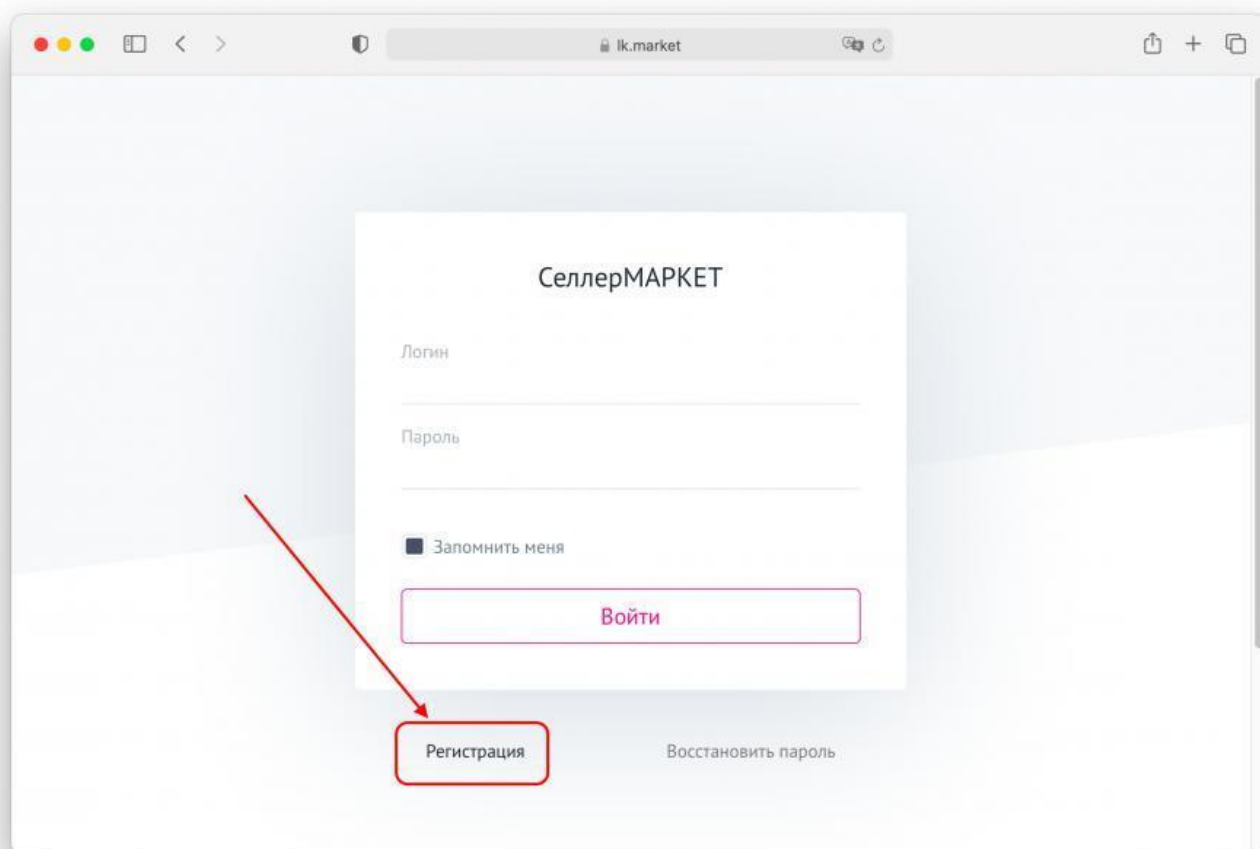 lk.market
СеллерМАРКЕТ
Логин
Пароль
Запомнить меня
Войти
Регистрация
Восстановить пароль